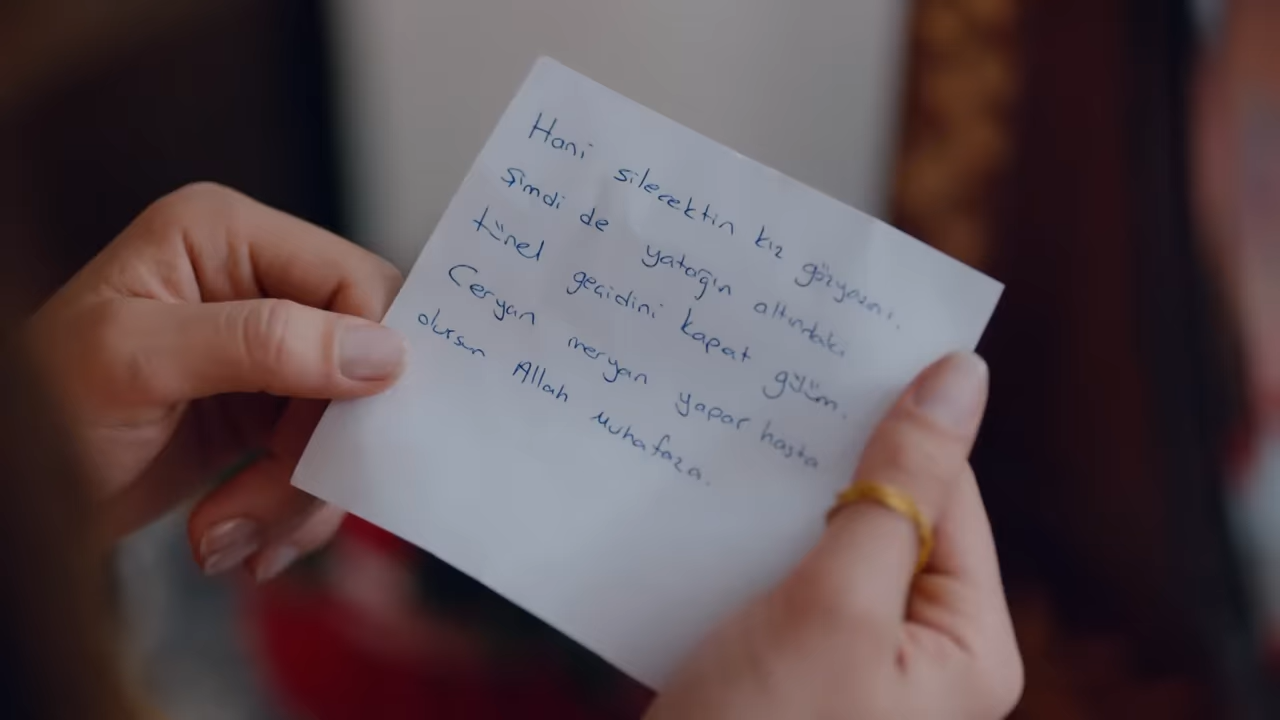 Hani silecektin kız gözyaşını.
Şimdi de yatağın altındaki
tünel geçidini kapat gülüm.
Ceryan meryan yapar hasta
olursun Allah muhafaza.